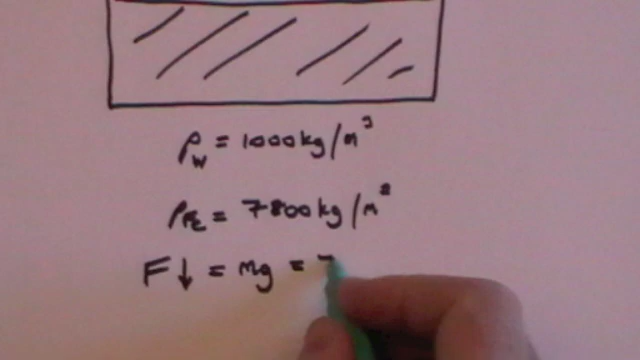 ρw = 1000kg/m³
ρFe = 7800kg/m³
F↓ = mg =